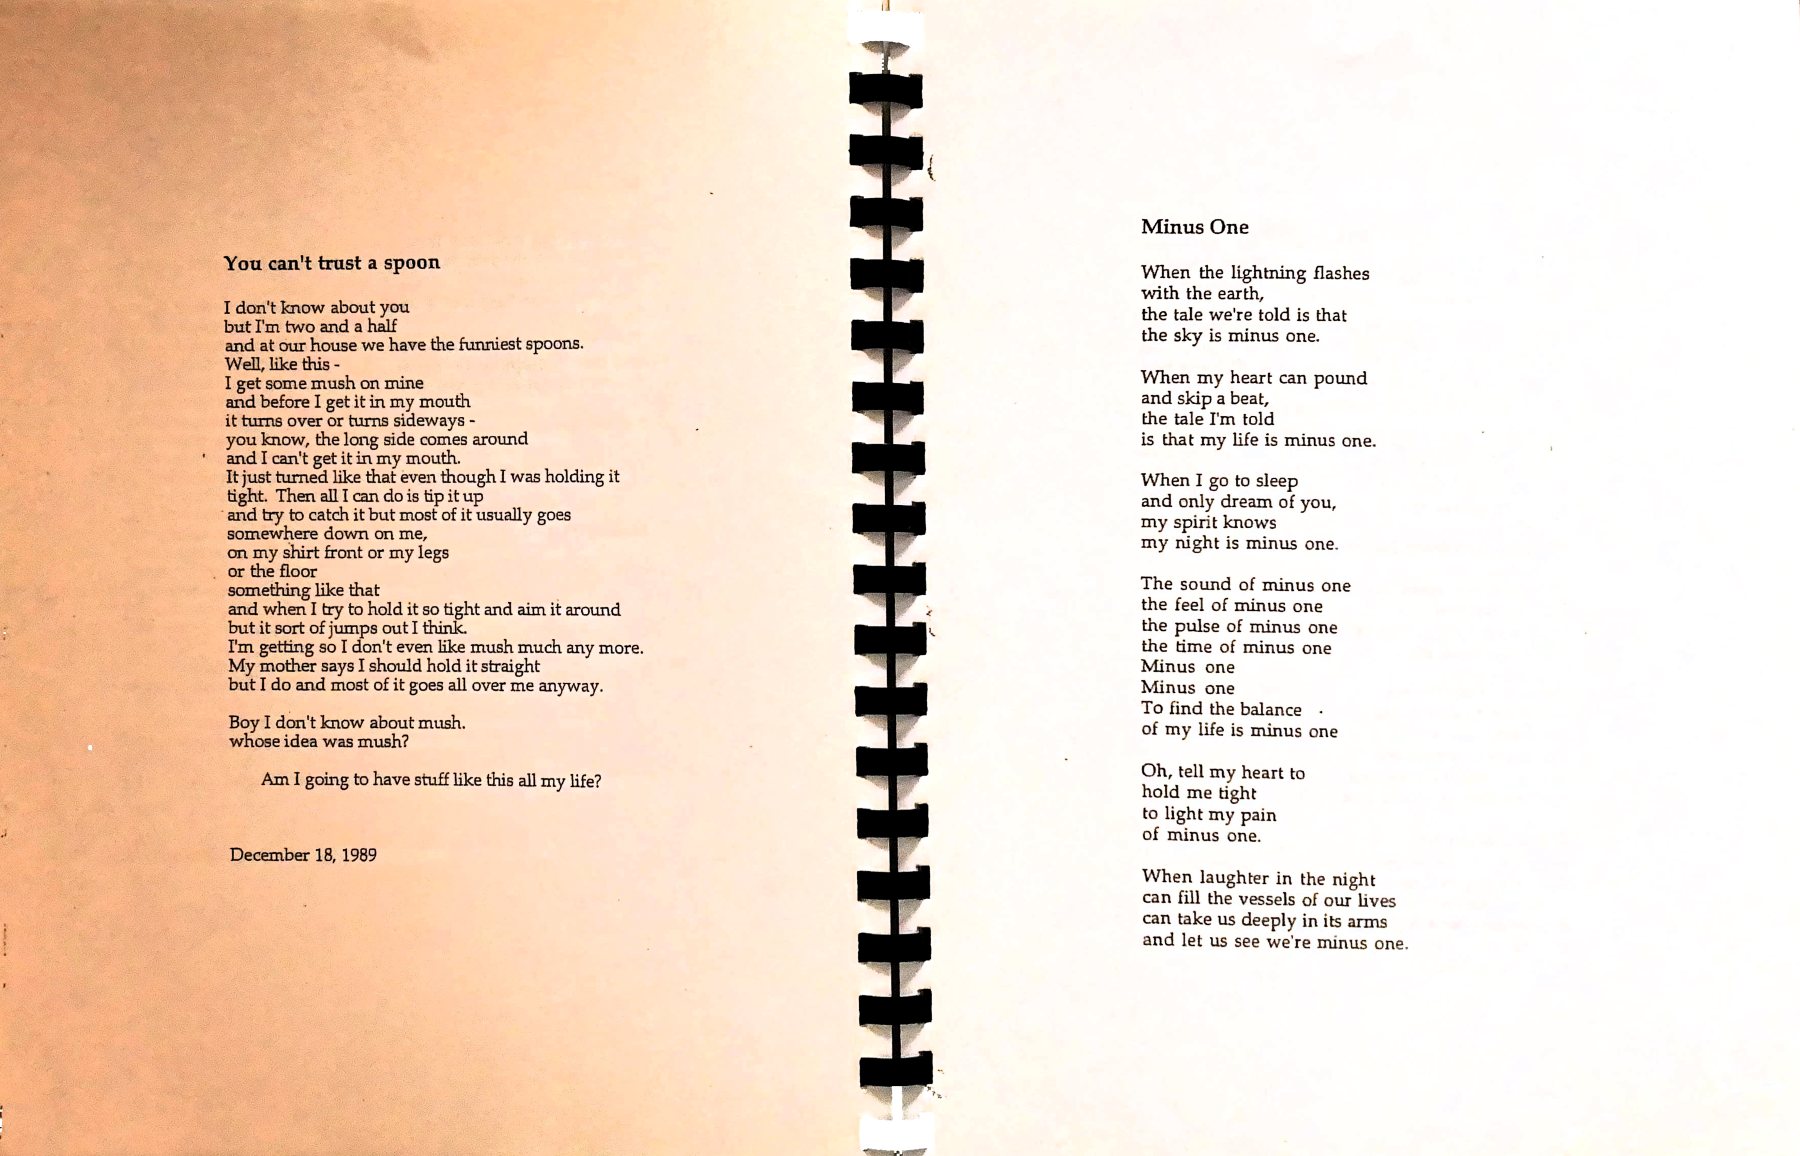 You can't trust a spoon
I don't know about you
but I'm two and a half
and at our house we have the funniest spoons.
Well, like this -
I get some mush on mine
and before I get it in my mouth
it turns over or turns sideways -
you know, the long side comes around
and I can't get it in my mouth.
It just turned like that even though I was holding it
tight. Then all I can do is tip it up
and try to catch it but most of it usually goes
somewhere down on me,
on my shirt front or my legs
or the floor
something like that
and when I try to hold it so tight and aim it around
but it sort of jumps out I think.
I'm getting so I don't even like mush much any more.
My mother says I should hold it straight
but I do and most of it goes all over me anyway.
Boy I don't know about mush.
whose idea was mush?
Am I going to have stuff like this all my life?
December 18, 1989
Minus One
When the lightning flashes
with the earth,
the tale we're told is that
the sky is minus one.
When my heart can pound
and skip a beat,
the tale I'm told
is that my life is minus one.
When I go to sleep
and only dream of you,
my spirit knows
my night is minus one.
The sound of minus one
the feel of minus one
the pulse of minus one
the time of minus one
Minus one
Minus one
To find the balance
of my life is minus one
Oh, tell my heart to
hold me tight
to light my pain
of minus one.
When laughter in the night
can fill the vessels of our lives
can take us deeply in its arms
and let us see we're minus one.